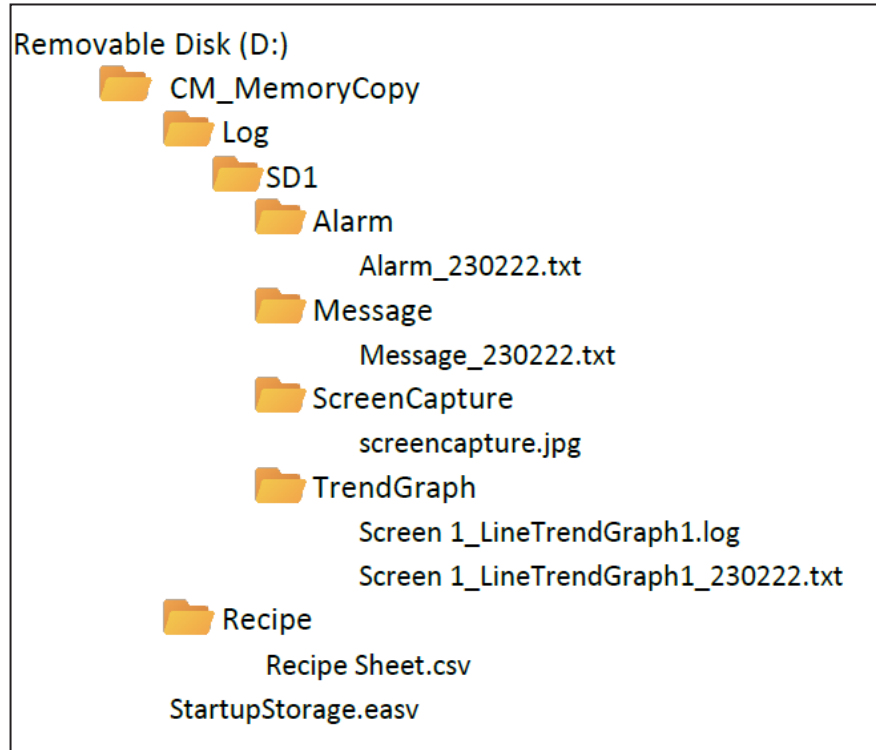 Removable Disk (D:)
CM_MemoryCopy
Log
SD1
Alarm
Alarm_230222.txt
Message
Message_230222.txt
ScreenCapture
screencapture.jpg
TrendGraph
Screen 1_LineTrendGraph1.log
Screen 1_LineTrendGraph1_230222.txt
Recipe
Recipe Sheet.csv
StartupStorage.easv